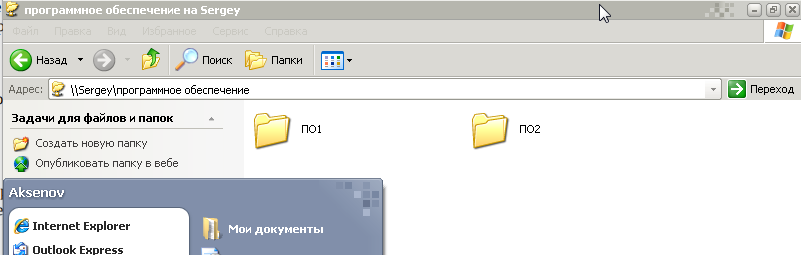 программное обеспечение на Sergey
Файл Правка Вид Избранное Сервис Справка
Назад Поиск Папки
Адрес: \\Sergey\программное обеспечение Переход
Задачи для файлов и папок
ПО1 ПО2
Создать новую папку
Опубликовать папку в вебе
Aksenov
Internet Explorer
Мои документы
Outlook Express